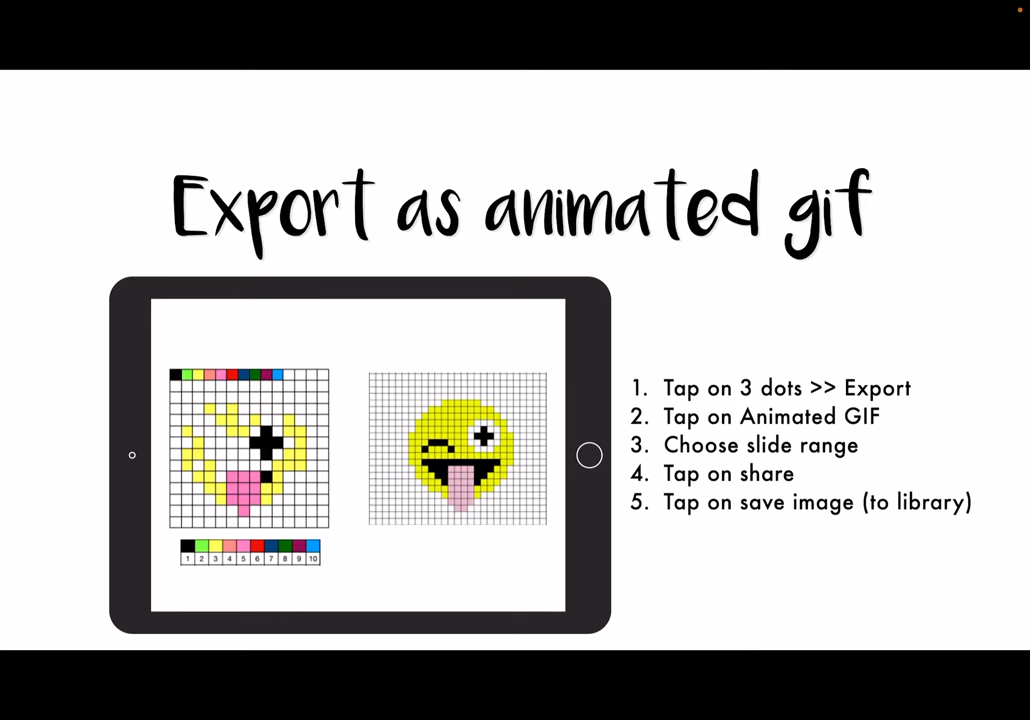 Export as animated gif
1. Tap on 3 dots >> Export
2. Tap on Animated GIF
3. Choose slide range
4. Tap on share
5. Tap on save image (to library)
1 2 3 4 5 6 7 8 9 10